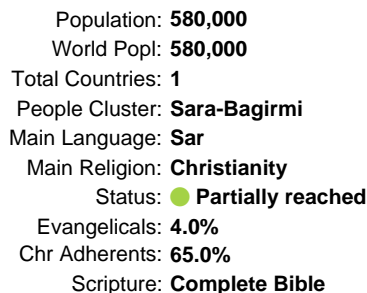 Population: 580,000
World Popl: 580,000
Total Countries: 1
People Cluster: Sara-Bagirmi
Main Language: Sar
Main Religion: Christianity
Status: Partially reached
Evangelicals: 4.0%
Chr Adherents: 65.0%
Scripture: Complete Bible